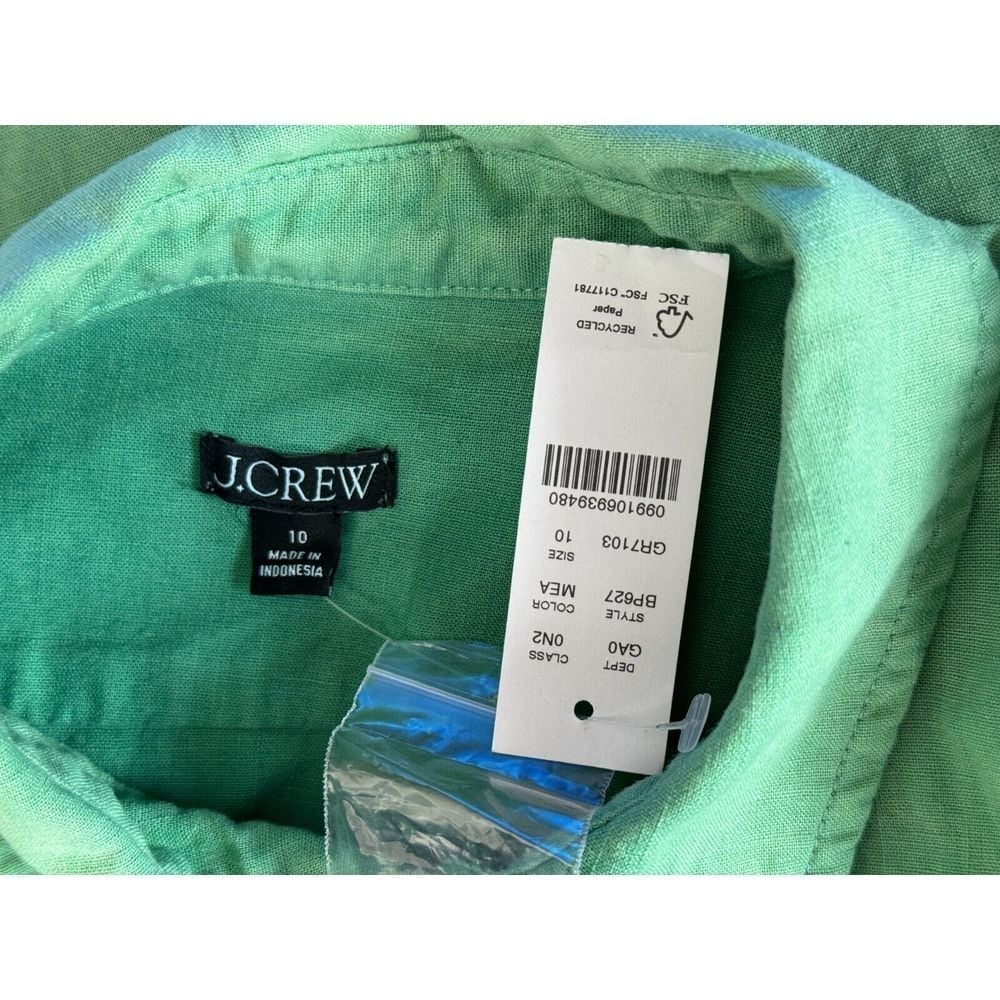 J.CREW
10
MADE IN
INDONESIA
DEPT CLASS
GA0 0N2
STYLE COLOR
BP627 MEA
SIZE
GR7103 10
099106939480
RECYCLED
Paper
FSC™ C117781
FSC